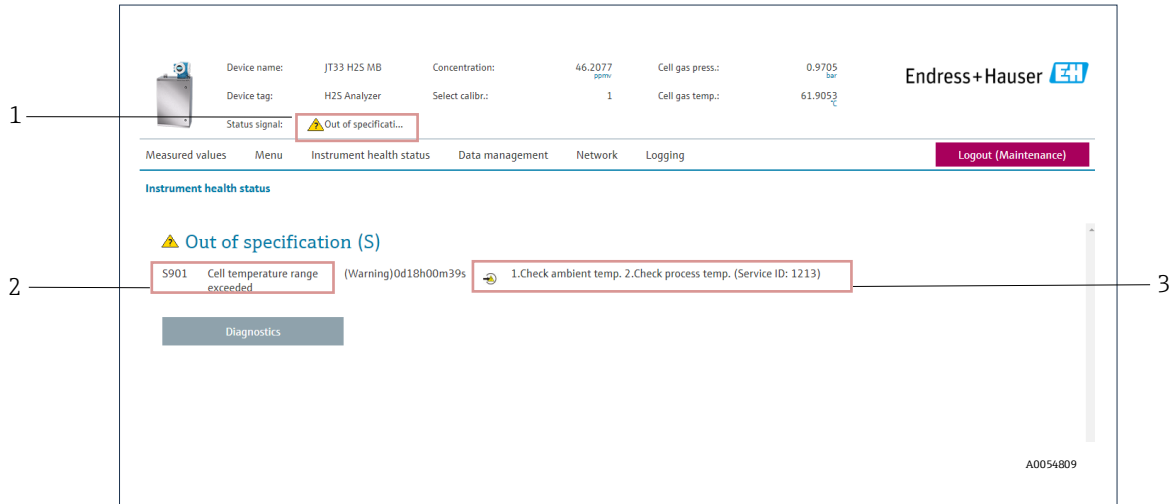 Device name: JT33 H2S MB Concentration: 46.2077 ppmv Cell gas press.: 0.9705 bar
Endress+Hauser EH
Device tag: H2S Analyzer Select calibr.: 1 Cell gas temp.: 61.9053 °C
1
Status signal: Out of specificati...
Measured values Menu Instrument health status Data management Network Logging Logout (Maintenance)
Instrument health status
Out of specification (S)
S901 Cell temperature range (Warning)0d18h00m39s 1.Check ambient temp. 2.Check process temp. (Service ID: 1213)
exceeded
2
3
Diagnostics
A0054809